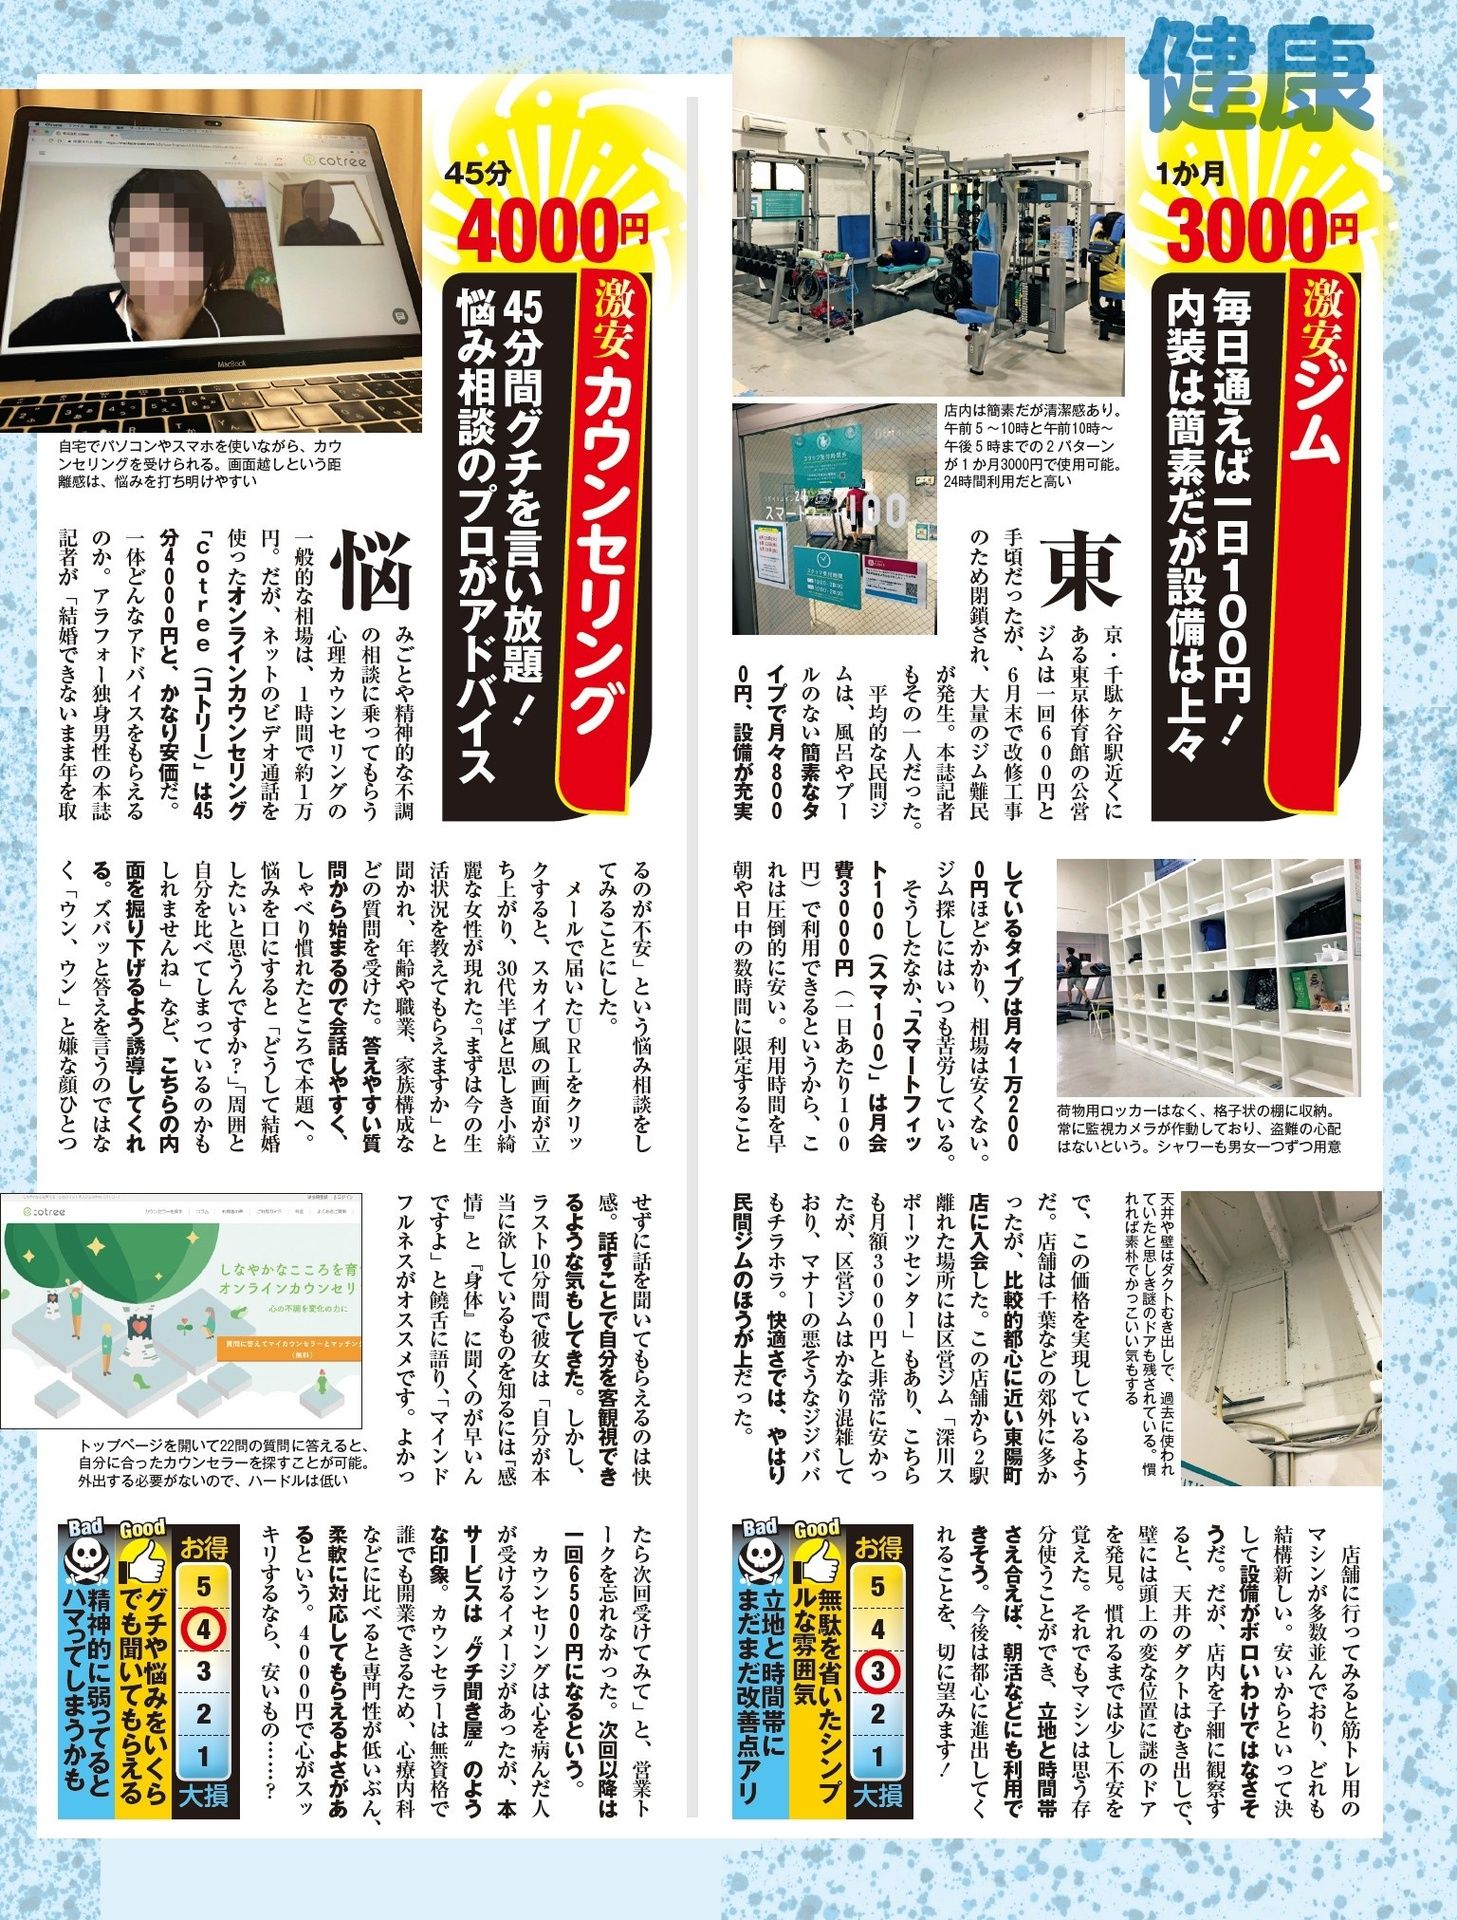 健康
1か月
3000円
激安ジム
毎日通えば一日100円！
内装は簡素だが設備は上々
店内は簡素だが清潔感あり。
午前5〜10時と午前10時〜
午後5時までの2パターン
が1か月3000円で使用可能。
24時間利用だと高い
東
京・千駄ヶ谷駅近くに
ある東京体育館の公営
ジムは一回600円と
手頃だったが、6月末で改修工事
のため閉鎖され、大量のジム難民
が発生。本誌記者
もその一人だった。
平均的な民間ジ
ムは、風呂やプー
ルのない簡素なタ
イプで月々800
0円、設備が充実
しているタイプは月々1万200
0円ほどかかり、相場は安くない。
ジム探しにはいつも苦労している。
そうしたなか、「スマートフィッ
ト100（スマ100）」は月会
費3000円（一日あたり100
円）で利用できるというから、こ
れは圧倒的に安い。利用時間を早
朝や日中の数時間に限定すること
荷物用ロッカーはなく、格子状の棚に収納。
常に監視カメラが作動しており、盗難の心配
はないという。シャワーも男女一つずつ用意
天井や壁はダクトむき出しで、過去に使われ
ていたと思しき謎のドアも残されている。慣
れれば素朴でかっこいい気もする
で、この価格を実現しているよう
だ。店舗は千葉などの郊外に多か
ったが、比較的都心に近い東陽町
店に入会した。この店舗から2駅
離れた場所には区営ジム「深川ス
ポーツセンター」もあり、こちら
も月額3000円と非常に安かっ
たが、区営ジムはかなり混雑して
おり、マナーの悪そうなジジババ
もチラホラ。快適さでは、やはり
民間ジムのほうが上だった。
店舗に行ってみると筋トレ用の
マシンが多数並んでおり、どれも
結構新しい。安いからといって決
して設備がボロいわけではなさそ
うだ。だが、店内を子細に観察す
ると、天井のダクトはむき出しで、
壁には頭上の変な位置に謎のドア
を発見。慣れるまでは少し不安を
覚えた。それでもマシンは思う存
分使うことができ、立地と時間帯
さえ合えば、朝活などにも利用で
きそう。今後は都心に進出してく
れることを、切に望みます！
お得
5
4
3
2
1
大損
Good
無駄を省いたシンプ
ルな雰囲気
Bad
立地と時間帯に
まだまだ改善点アリ
45分
4000円
激安カウンセリング
45分間グチを言い放題！
悩み相談のプロがアドバイス
cotree
MacBook
自宅でパソコンやスマホを使いながら、カウ
ンセリングを受けられる。画面越しという距
離感は、悩みを打ち明けやすい
悩
みごとや精神的な不調
の相談に乗ってもらう
心理カウンセリングの
一般的な相場は、1時間で約1万
円。だが、ネットのビデオ通話を
使ったオンラインカウンセリング
「cotree（コトリー）」は45
分4000円と、かなり安価だ。
一体どんなアドバイスをもらえる
のか。アラフォー独身男性の本誌
記者が「結婚できないまま年を取
るのが不安」という悩み相談をし
てみることにした。
メールで届いたURLをクリッ
クすると、スカイプ風の画面が立
ち上がり、30代半ばと思しき小綺
麗な女性が現れた。「まずは今の生
活状況を教えてもらえますか」と
聞かれ、年齢や職業、家族構成な
どの質問を受けた。答えやすい質
問から始まるので会話しやすく、
しゃべり慣れたところで本題へ。
悩みを口にすると「どうして結婚
したいと思うんですか？」「周囲と
自分を比べてしまっているのかも
しれませんね」など、こちらの内
面を掘り下げるよう誘導してくれ
る。ズバッと答えを言うのではな
く「ウン、ウン」と嫌な顔ひとつ
せずに話を聞いてもらえるのは快
感。話すことで自分を客観視でき
るような気もしてきた。しかし、
ラスト10分間で彼女は「自分が本
当に欲しているものを知るには『感
情』と『身体』に聞くのが早いん
ですよ」と饒舌に語り、「マインド
フルネスがオススメです。よかっ
cotree
しなやかなこころを育
オンラインカウンセリ
心の不調を変化の力に
質問に答えてマイカウンセラーとマッチン
（無料）
トップページを開いて22問の質問に答えると、
自分に合ったカウンセラーを探すことが可能。
外出する必要がないので、ハードルは低い
たら次回受けてみて」と、営業ト
ークを忘れなかった。次回以降は
一回6500円になるという。
カウンセリングは心を病んだ人
が受けるイメージがあったが、本
サービスは〝グチ聞き屋〟のよう
な印象。カウンセラーは無資格で
誰でも開業できるため、心療内科
などに比べると専門性が低いぶん、
柔軟に対応してもらえるよさがあ
るという。4000円で心がスッ
キリするなら、安いもの……？
お得
5
4
3
2
1
大損
Good
グチや悩みをいくら
でも聞いてもらえる
Bad
精神的に弱ってると
ハマってしまうかも